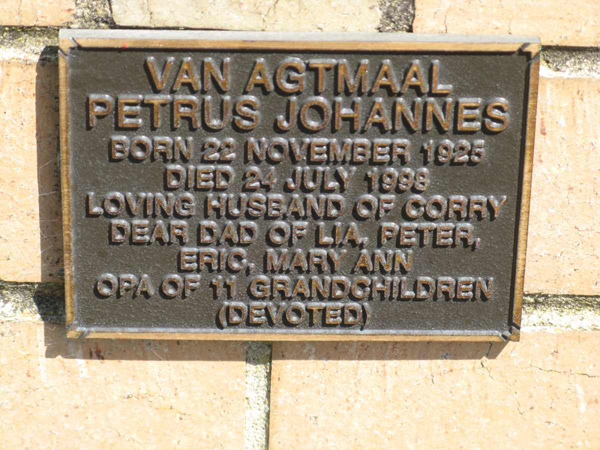 VAN AGTMAAL
PETRUS JOHANNES
BORN 22 NOVEMBER 1925
DIED 24 JULY 1998
LOVING HUSBAND OF CORRY
DEAR DAD OF LIA, PETER,
ERIC, MARY ANN
OPA OF 11 GRANDCHILDREN
(DEVOTED)